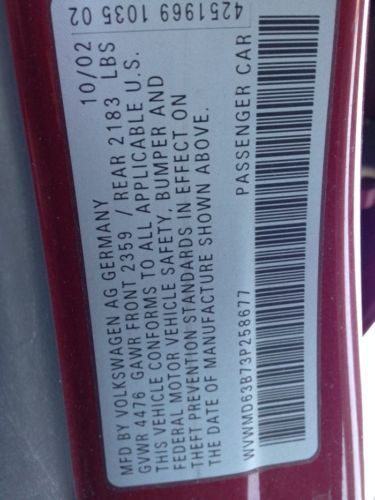 4251969 1035 02
MFD BY VOLKSWAGEN AG GERMANY 10/02
GVWR 4476 GAWR FRONT 2359 / REAR 2183 LBS
THIS VEHICLE CONFORMS TO ALL APPLICABLE U.S.
FEDERAL MOTOR VEHICLE SAFETY, BUMPER AND
THEFT PREVENTION STANDARDS IN EFFECT ON
THE DATE OF MANUFACTURE SHOWN ABOVE.
WVWMD63B73P258677 PASSENGER CAR